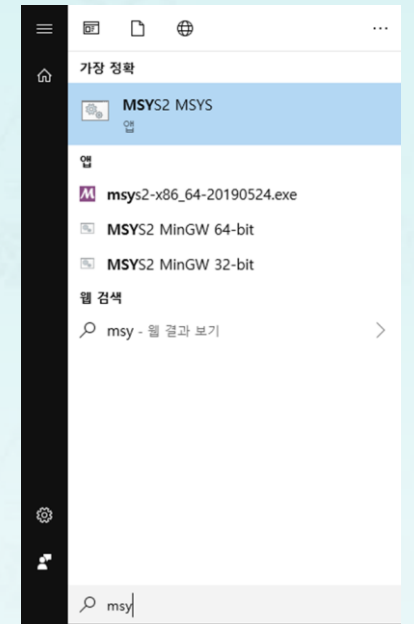 가장 정확
MSYS2 MSYS
앱
앱
msys2-x86_64-20190524.exe
MSYS2 MinGW 64-bit
MSYS2 MinGW 32-bit
웹 검색
msy - 웹 결과 보기
msy